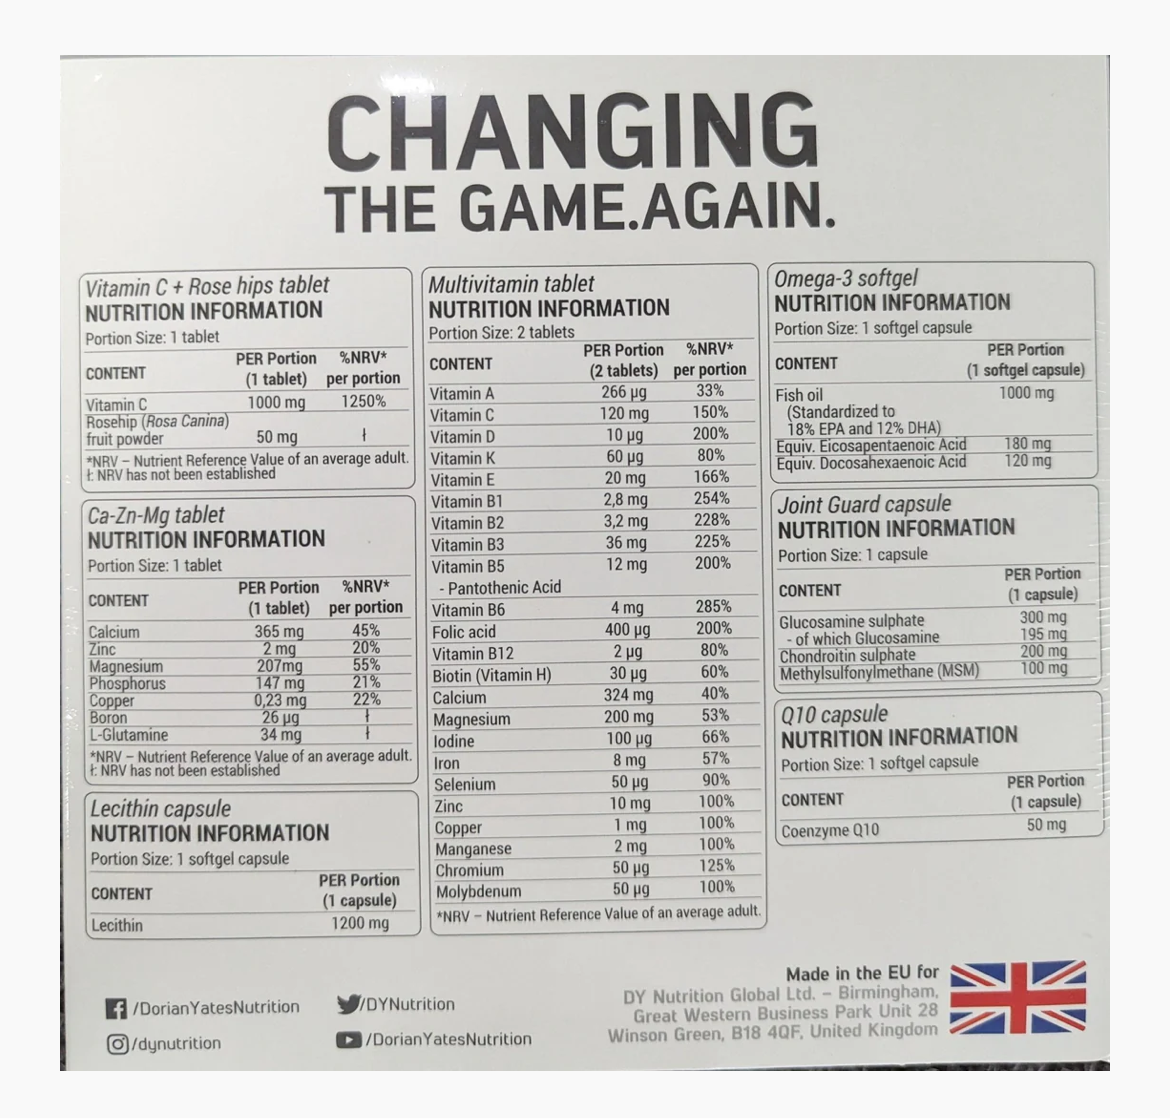 CHANGING
THE GAME.AGAIN.
Vitamin C + Rose hips tablet
NUTRITION INFORMATION
Portion Size: 1 tablet
CONTENT PER Portion (1 tablet) %NRV* per portion
Vitamin C 1000 mg 1250%
Rosehip (Rosa Canina)
fruit powder 50 mg ƚ
*NRV – Nutrient Reference Value of an average adult.
ƚ: NRV has not been established
Ca-Zn-Mg tablet
NUTRITION INFORMATION
Portion Size: 1 tablet
CONTENT PER Portion (1 tablet) %NRV* per portion
Calcium 365 mg 45%
Zinc 2 mg 20%
Magnesium 207mg 55%
Phosphorus 147 mg 21%
Copper 0,23 mg 22%
Boron 26 µg ƚ
L-Glutamine 34 mg ƚ
*NRV – Nutrient Reference Value of an average adult.
ƚ: NRV has not been established
Lecithin capsule
NUTRITION INFORMATION
Portion Size: 1 softgel capsule
CONTENT PER Portion (1 capsule)
Lecithin 1200 mg
Multivitamin tablet
NUTRITION INFORMATION
Portion Size: 2 tablets
CONTENT PER Portion (2 tablets) %NRV* per portion
Vitamin A 266 µg 33%
Vitamin C 120 mg 150%
Vitamin D 10 µg 200%
Vitamin K 60 µg 80%
Vitamin E 20 mg 166%
Vitamin B1 2,8 mg 254%
Vitamin B2 3,2 mg 228%
Vitamin B3 36 mg 225%
Vitamin B5 12 mg 200%
- Pantothenic Acid
Vitamin B6 4 mg 285%
Folic acid 400 µg 200%
Vitamin B12 2 µg 80%
Biotin (Vitamin H) 30 µg 60%
Calcium 324 mg 40%
Magnesium 200 mg 53%
Iodine 100 µg 66%
Iron 8 mg 57%
Selenium 50 µg 90%
Zinc 10 mg 100%
Copper 1 mg 100%
Manganese 2 mg 100%
Chromium 50 µg 125%
Molybdenum 50 µg 100%
*NRV – Nutrient Reference Value of an average adult.
Omega-3 softgel
NUTRITION INFORMATION
Portion Size: 1 softgel capsule
CONTENT PER Portion (1 softgel capsule)
Fish oil 1000 mg
(Standardized to
18% EPA and 12% DHA)
Equiv. Eicosapentaenoic Acid 180 mg
Equiv. Docosahexaenoic Acid 120 mg
Joint Guard capsule
NUTRITION INFORMATION
Portion Size: 1 capsule
CONTENT PER Portion (1 capsule)
Glucosamine sulphate 300 mg
- of which Glucosamine 195 mg
Chondroitin sulphate 200 mg
Methylsulfonylmethane (MSM) 100 mg
Q10 capsule
NUTRITION INFORMATION
Portion Size: 1 softgel capsule
CONTENT PER Portion (1 capsule)
Coenzyme Q10 50 mg
/DorianYatesNutrition
/DYNutrition
/dynutrition
/DorianYatesNutrition
Made in the EU for
DY Nutrition Global Ltd. – Birmingham,
Great Western Business Park Unit 28
Winson Green, B18 4QF, United Kingdom